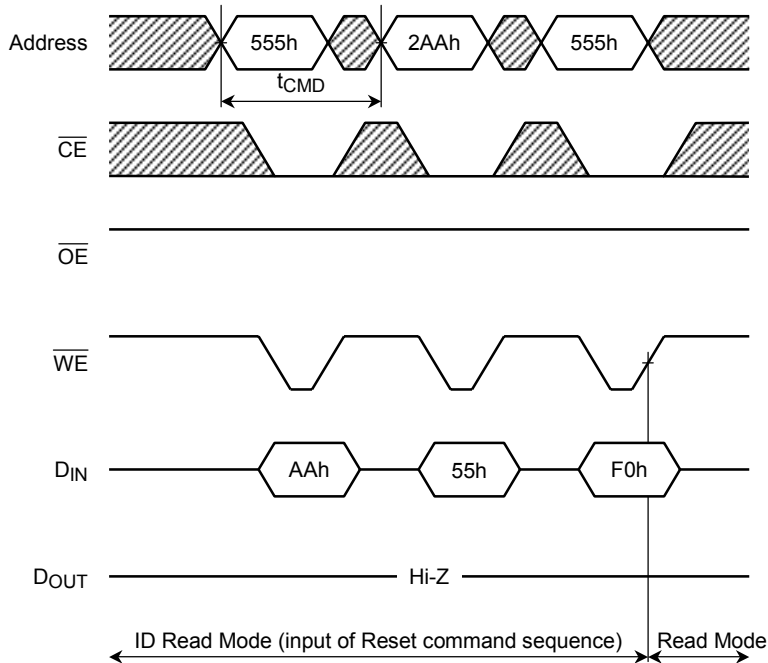 Address 555h 2AAh 555h
tCMD
CE
OE
WE
DIN AAh 55h F0h
DOUT Hi-Z
ID Read Mode (input of Reset command sequence) Read Mode